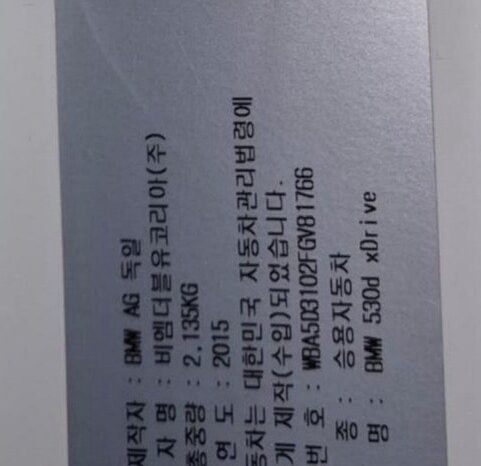 제작자 : BMW AG 독일
자 명 : 비엠더블유코리아(주)
총중량 : 2,135KG
연 도 : 2015
동차는 대한민국 자동차관리법령에
게 제작(수입)되었습니다.
번 호 : WBA5D3102FGV81766
종 : 승용자동차
명 : BMW 530d xDrive